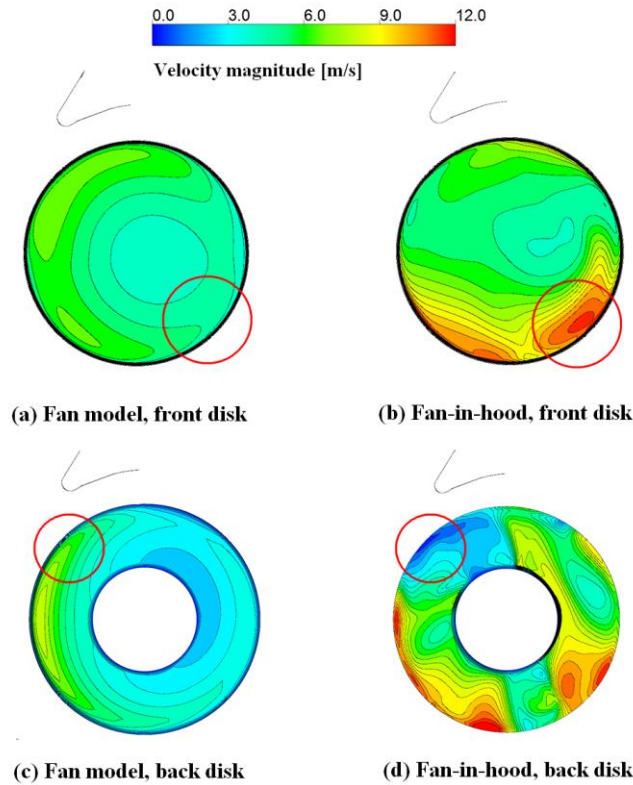 0.0 3.0 6.0 9.0 12.0
Velocity magnitude [m/s]
(a) Fan model, front disk
(b) Fan-in-hood, front disk
(c) Fan model, back disk
(d) Fan-in-hood, back disk